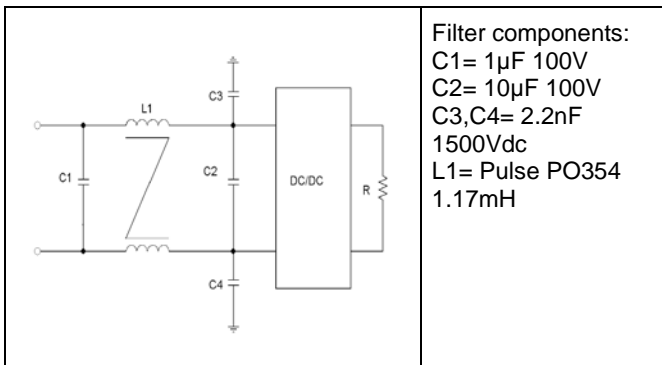 C3
L1
C1
C2
DC/DC
R
C4
Filter components:
C1= 1µF 100V
C2= 10µF 100V
C3,C4= 2.2nF
1500Vdc
L1= Pulse PO354
1.17mH